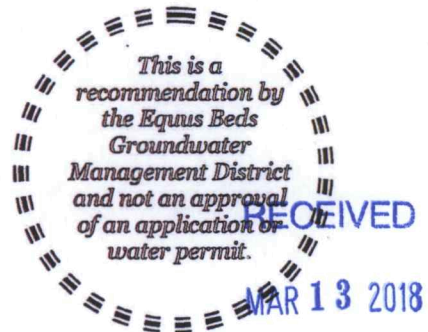 This is a
recommendation by
the Equus Beds
Groundwater
Management District
and not an approval
of an application or
water permit.
RECEIVED
MAR 13 2018